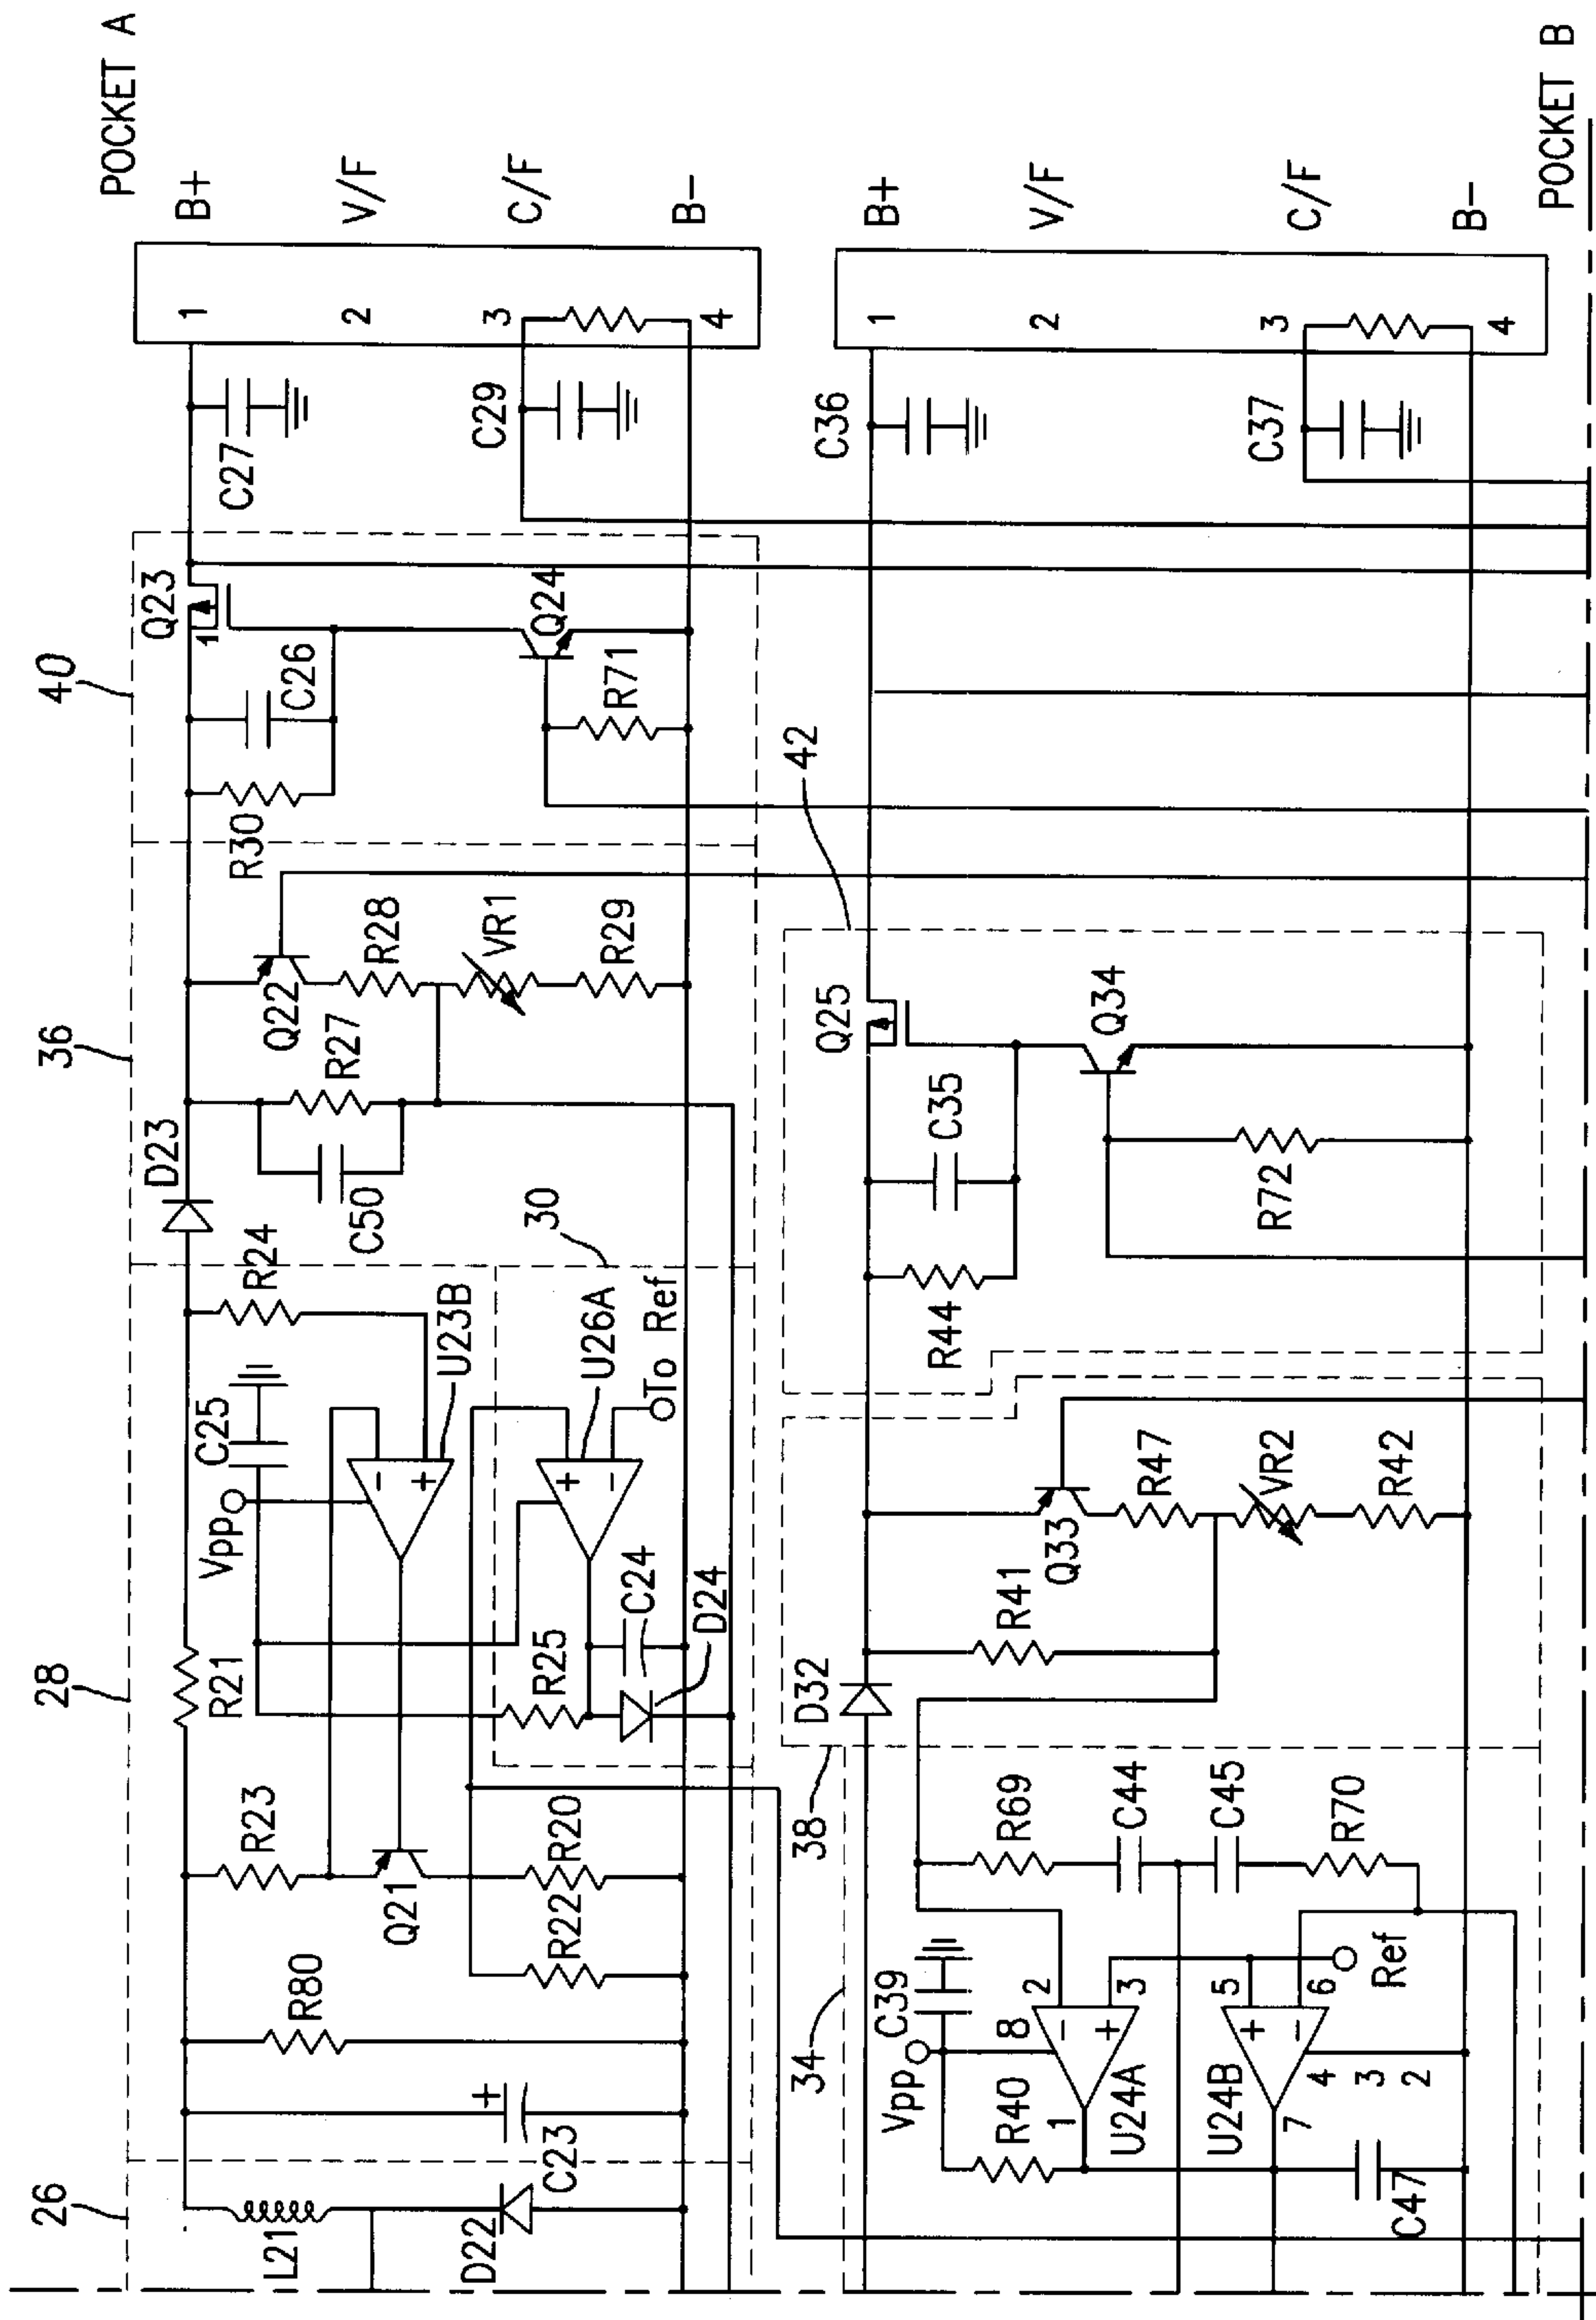 POCKET A
B+
V/F
C/F
B-
1
2
3
4
C27
C29
40
Q23
1
C26
Q24
R71
R30
36
Q22
R28
VR1
R29
R27
D23
C50
R24
30
U23B
U26A
To Ref
C25
Vpp
-
+
+
-
28
R21
R25
C24
D24
R23
Q21
R20
R22
R80
+
C23
26
L21
D22
POCKET B
B+
V/F
C/F
B-
1
2
3
4
C36
C37
42
Q25
C35
Q34
R44
R72
Q33
R47
VR2
R42
R41
D32
38
R69
C44
C45
R70
34
C39
Vpp
8
2
3
-
+
5
6
+
-
Ref
R40
1
U24A
U24B
7
4
3
2
C47